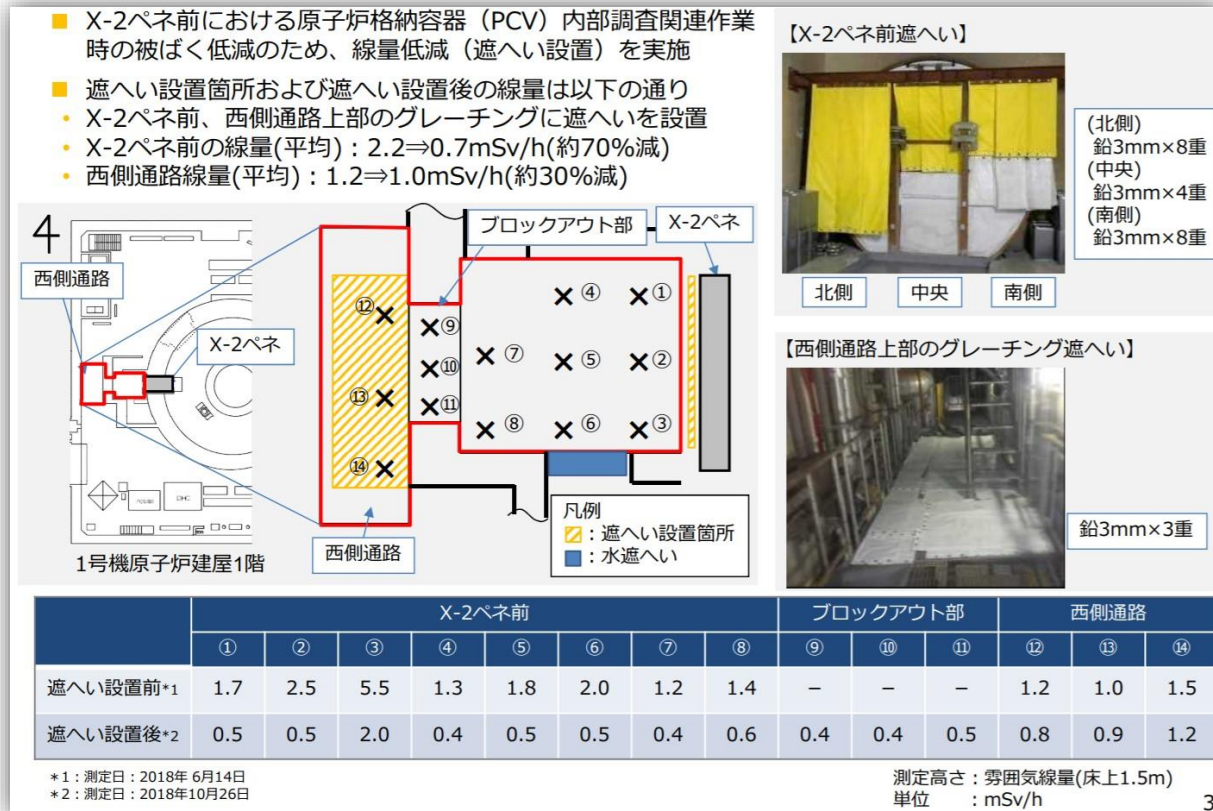 ■ X-2ペネ前における原子炉格納容器（PCV）内部調査関連作業
時の被ばく低減のため、線量低減（遮へい設置）を実施
■ 遮へい設置箇所および遮へい設置後の線量は以下の通り
• X-2ペネ前、西側通路上部のグレーチングに遮へいを設置
• X-2ペネ前の線量(平均)：2.2⇒0.7mSv/h(約70%減)
• 西側通路線量(平均)：1.2⇒1.0mSv/h(約30%減)
【X-2ペネ前遮へい】
(北側)
鉛3mm×8重
(中央)
鉛3mm×4重
(南側)
鉛3mm×8重
北側 中央 南側
4
西側通路
X-2ペネ
1号機原子炉建屋1階
ブロックアウト部 X-2ペネ
④ ①
⑫ ⑨
⑦ ⑤ ②
⑩
⑬ ⑪
⑧ ⑥ ③
⑭
西側通路
凡例
：遮へい設置箇所
：水遮へい
【西側通路上部のグレーチング遮へい】
鉛3mm×3重
X-2ペネ前 ブロックアウト部 西側通路
① ② ③ ④ ⑤ ⑥ ⑦ ⑧ ⑨ ⑩ ⑪ ⑫ ⑬ ⑭
遮へい設置前*1 1.7 2.5 5.5 1.3 1.8 2.0 1.2 1.4 – – – 1.2 1.0 1.5
遮へい設置後*2 0.5 0.5 2.0 0.4 0.5 0.5 0.4 0.6 0.4 0.4 0.5 0.8 0.9 1.2
*1：測定日：2018年 6月14日
*2：測定日：2018年10月26日
測定高さ：雰囲気線量(床上1.5m)
単位　：mSv/h
3